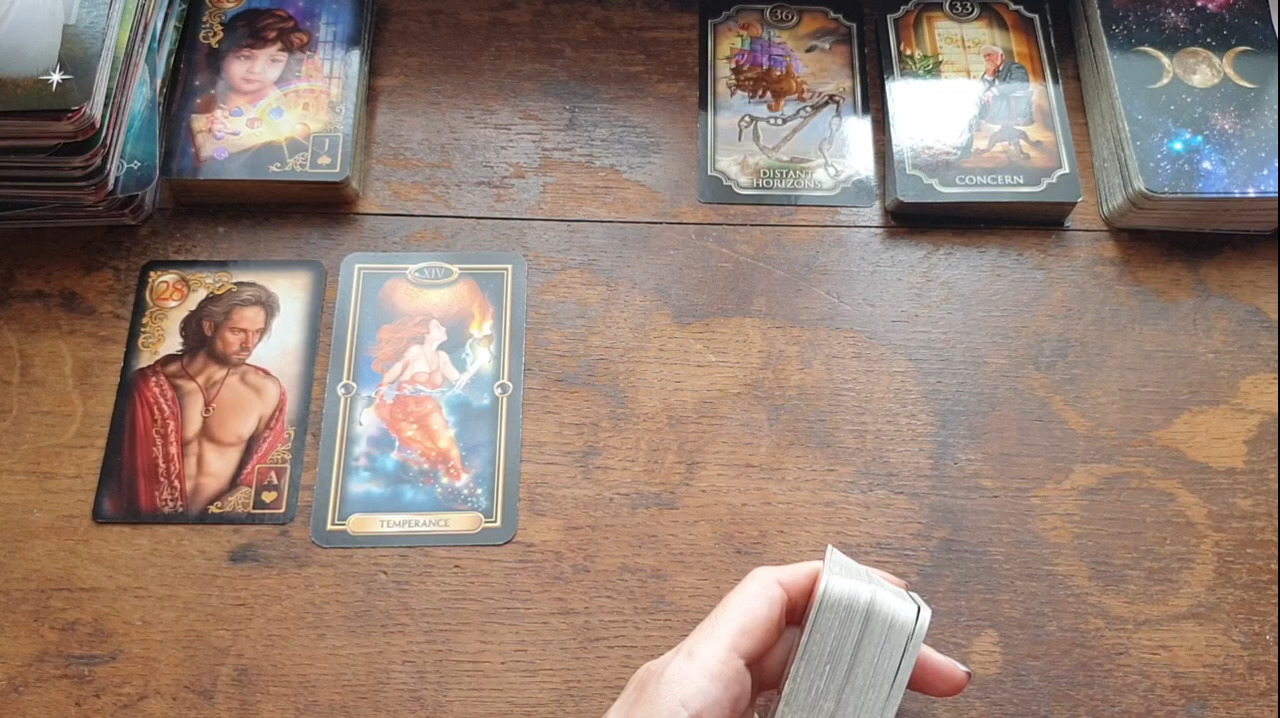 J
36
DISTANT
HORIZONS
33
CONCERN
28
A
XIV
TEMPERANCE